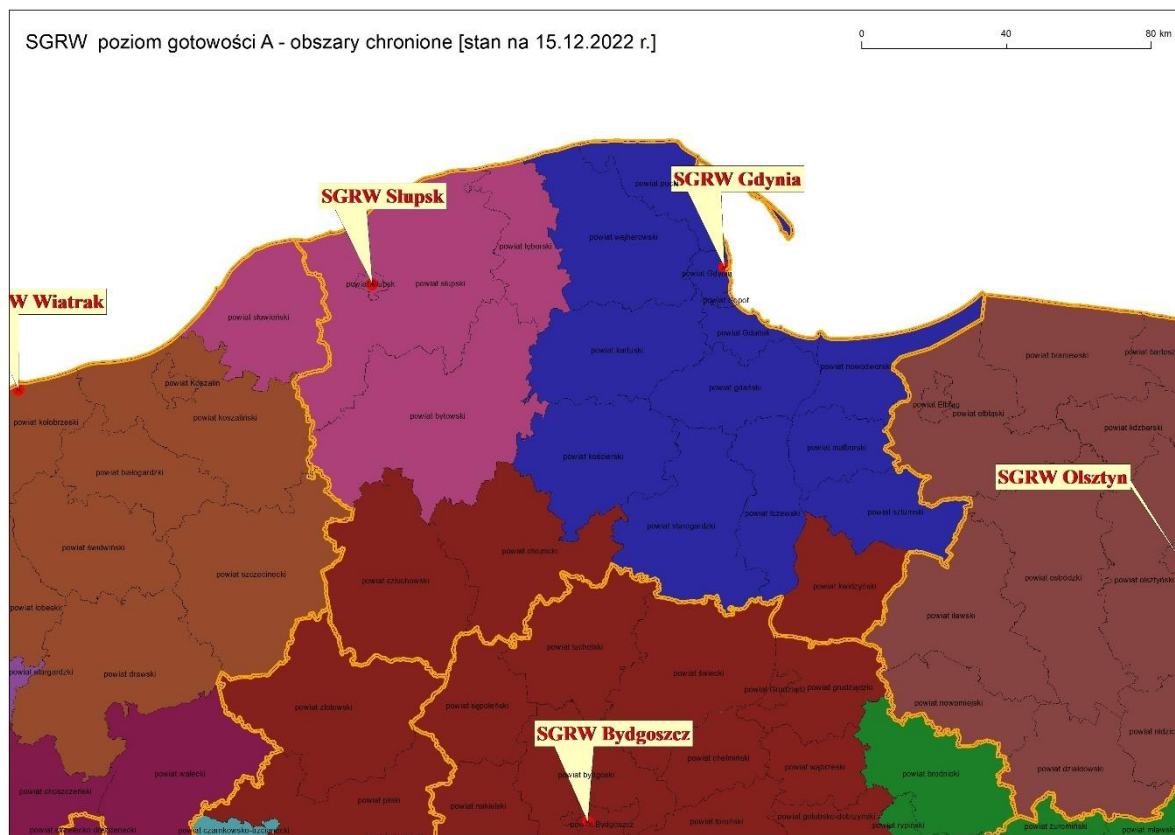 SGRW poziom gotowości A - obszary chronione [stan na 15.12.2022 r.]
0 40 80 km
SGRW Gdynia
SGRW Słupsk
W Wiatrak
SGRW Olsztyn
SGRW Bydgoszcz
powiat wejherowski
powiat lęborski
powiat Gdynia
powiat słupski
powiat sławieński
powiat Gdańsk
powiat kartuski
powiat nowodworski
powiat braniewski
powiat Koszalin
powiat gdański
powiat Elbląg
powiat elbląski
powiat kołobrzeski
powiat koszaliński
powiat bytowski
powiat lidzbarski
powiat malborski
powiat kościerski
powiat białogardzki
powiat sztumski
powiat tczewski
powiat starogardzki
powiat świdwiński
powiat szczecinecki
powiat chojnicki
powiat człuchowski
powiat ostródzki
powiat olsztyński
powiat kwidzyński
powiat łobeski
powiat iławski
powiat tucholski
powiat drawski
powiat świecki
powiat grudziądzki
powiat złotowski
powiat sępoleński
powiat nowomiejski
powiat chełmiński
powiat wąbrzeski
powiat działdowski
powiat wałecki
powiat bydgoski
powiat brodnicki
powiat choszczeński
powiat pilski
powiat nakielski
powiat toruński
powiat golubsko-dobrzyński
powiat Bydgoszcz
powiat rypiński
powiat żuromiński